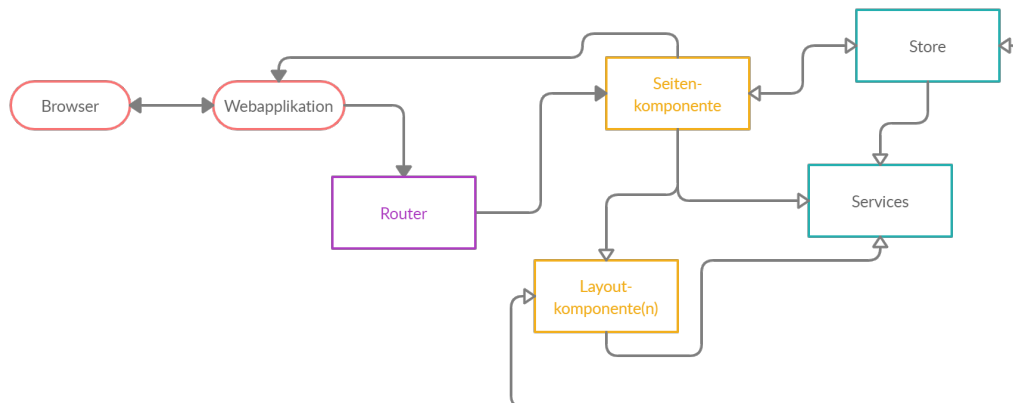 Store
Seiten-
komponente
Browser
Webapplikation
Router
Services
Layout-
komponente(n)